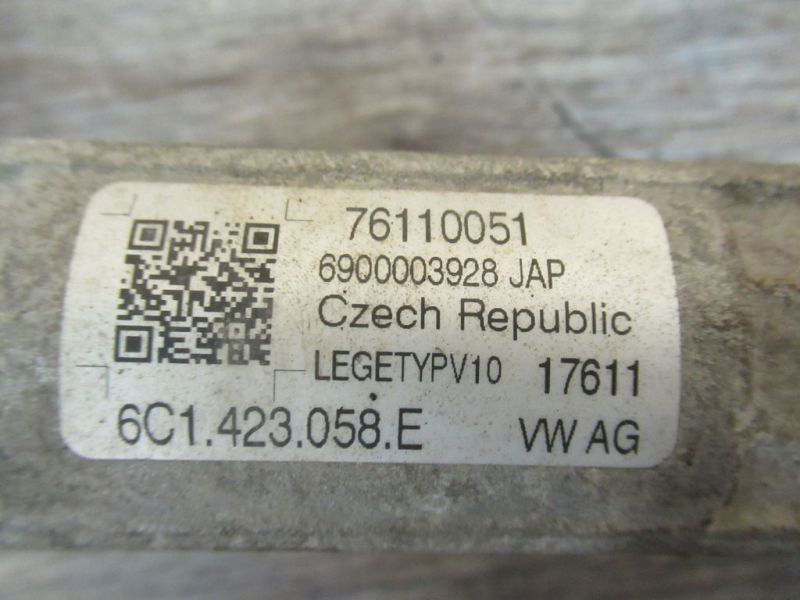 76110051
6900003928 JAP
Czech Republic
LEGETYPV10 17611
6C1.423.058.E VW AG